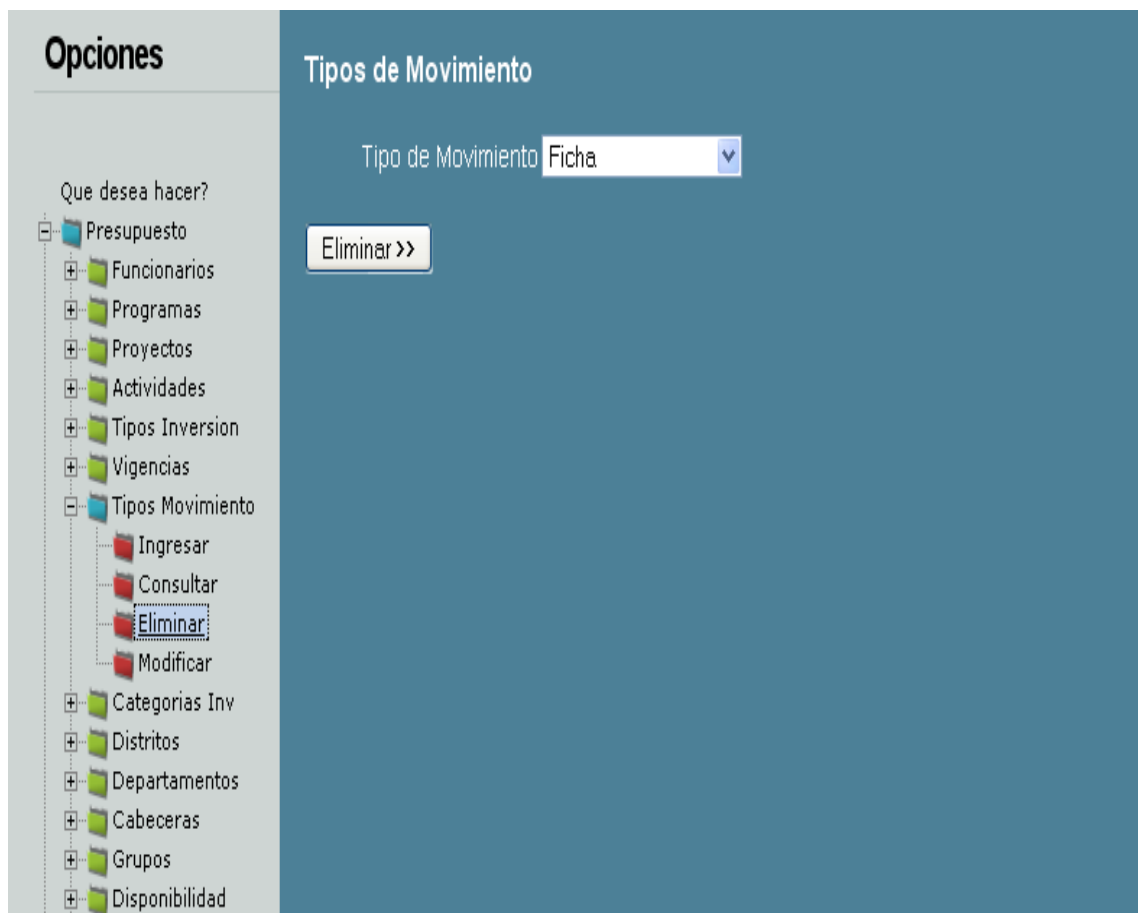 Opciones
Que desea hacer?
Presupuesto
Funcionarios
Programas
Proyectos
Actividades
Tipos Inversion
Vigencias
Tipos Movimiento
Ingresar
Consultar
Eliminar
Modificar
Categorias Inv
Distritos
Departamentos
Cabeceras
Grupos
Disponibilidad
Tipos de Movimiento
Tipo de Movimiento Ficha
Eliminar >>